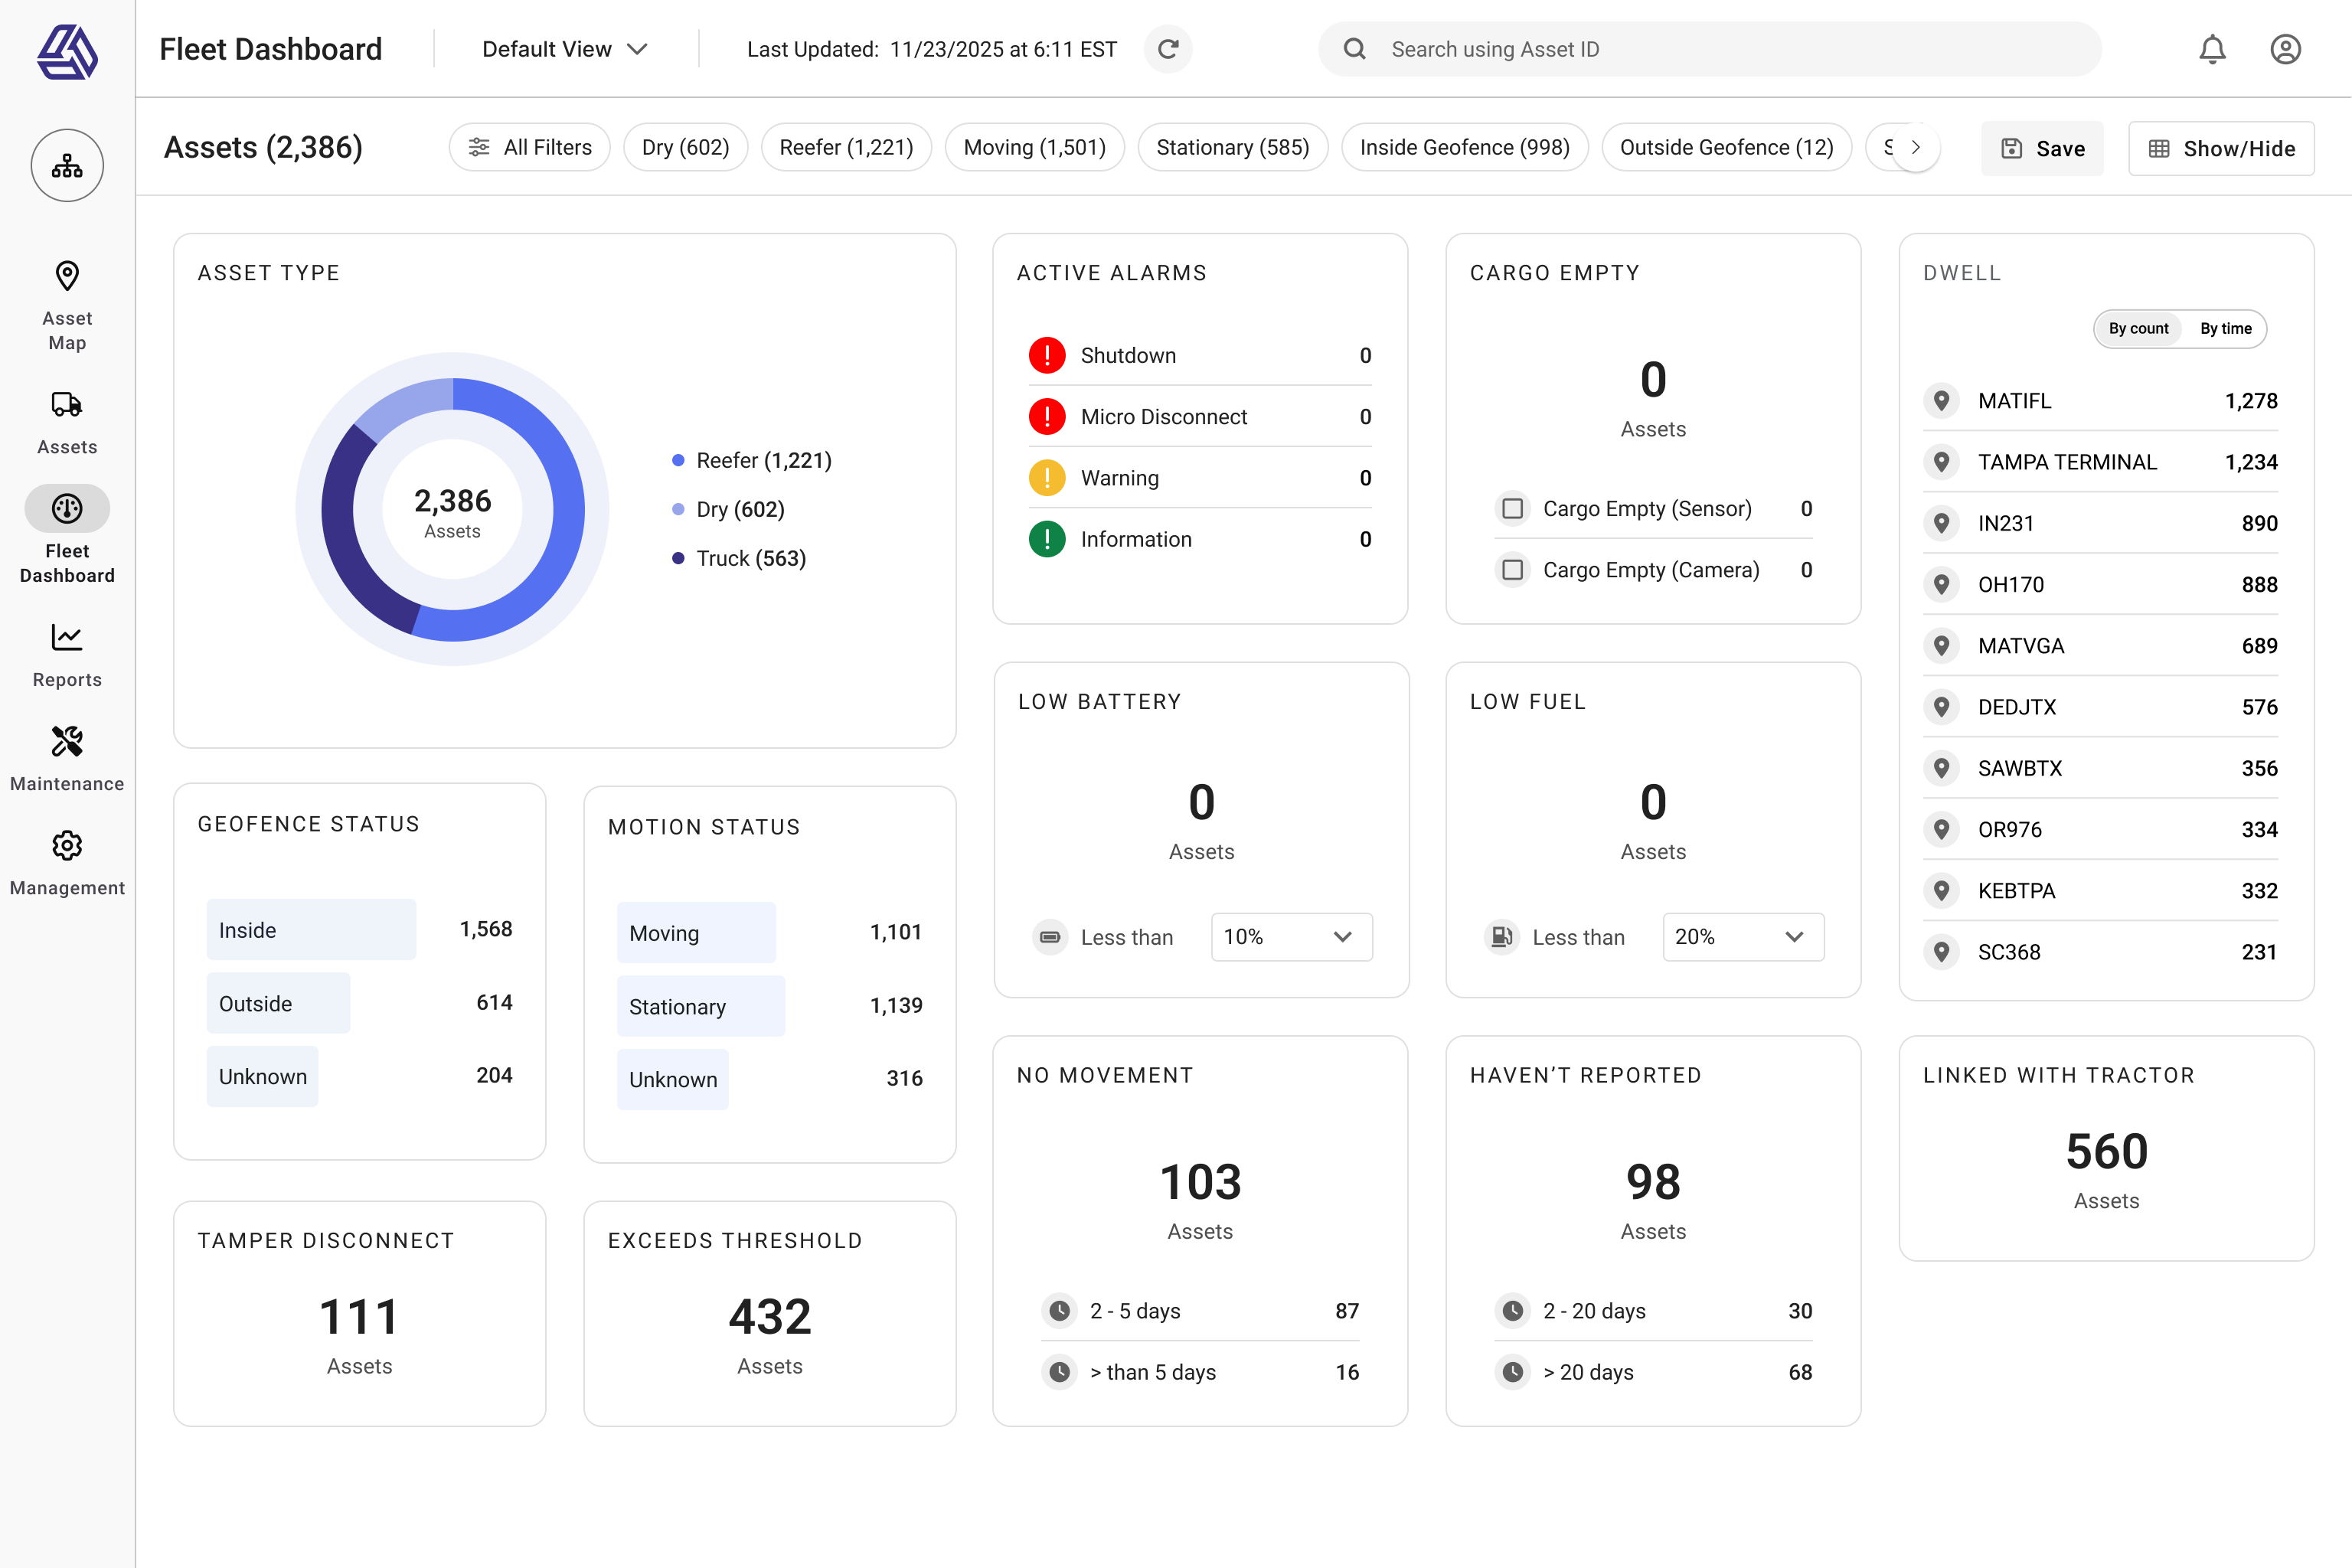 Fleet Dashboard
Default View
Last Updated: 11/23/2025 at 6:11 EST
Search using Asset ID
Assets (2,386)
All Filters
Dry (602)
Reefer (1,221)
Moving (1,501)
Stationary (585)
Inside Geofence (998)
Outside Geofence (12)
S
Save
Show/Hide
Asset
Map
Assets
Fleet
Dashboard
Reports
Maintenance
Management
ASSET TYPE
2,386
Assets
Reefer (1,221)
Dry (602)
Truck (563)
ACTIVE ALARMS
Shutdown 0
Micro Disconnect 0
Warning 0
Information 0
CARGO EMPTY
0
Assets
Cargo Empty (Sensor) 0
Cargo Empty (Camera) 0
DWELL
By count
By time
MATIFL 1,278
TAMPA TERMINAL 1,234
IN231 890
OH170 888
MATVGA 689
DEDJTX 576
SAWBTX 356
OR976 334
KEBTPA 332
SC368 231
LOW BATTERY
0
Assets
Less than 10%
LOW FUEL
0
Assets
Less than 20%
GEOFENCE STATUS
Inside 1,568
Outside 614
Unknown 204
MOTION STATUS
Moving 1,101
Stationary 1,139
Unknown 316
NO MOVEMENT
103
Assets
2 - 5 days 87
> than 5 days 16
HAVEN’T REPORTED
98
Assets
2 - 20 days 30
> 20 days 68
LINKED WITH TRACTOR
560
Assets
TAMPER DISCONNECT
111
Assets
EXCEEDS THRESHOLD
432
Assets